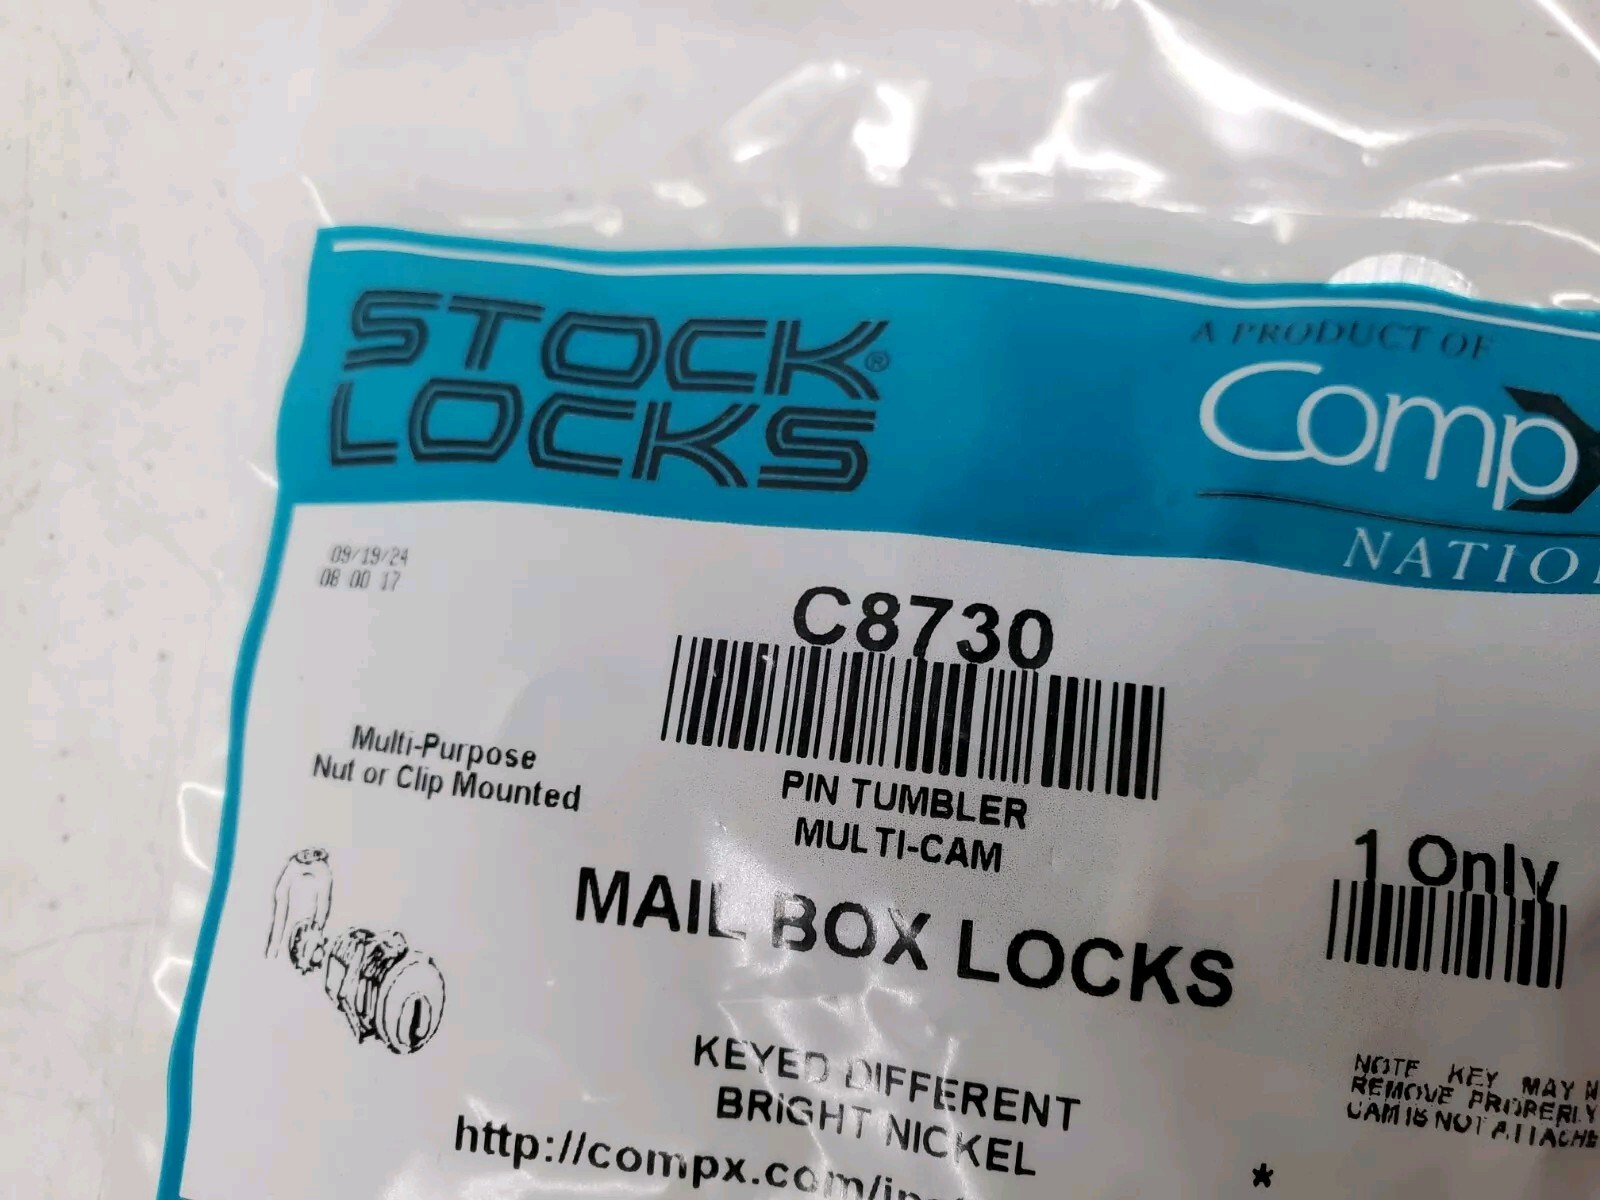 STOCK®
LOCKS
A PRODUCT OF
CompX
NATIO
09/19/24
08 00 17
C8730
Multi-Purpose
Nut or Clip Mounted
PIN TUMBLER
MULTI-CAM
1 Only
MAIL BOX LOCKS
KEYED DIFFERENT
BRIGHT NICKEL
NOTE KEY MAY N
REMOVE PROPERLY
CAM IS NOT ATTACHE
http://compx.com/in
*